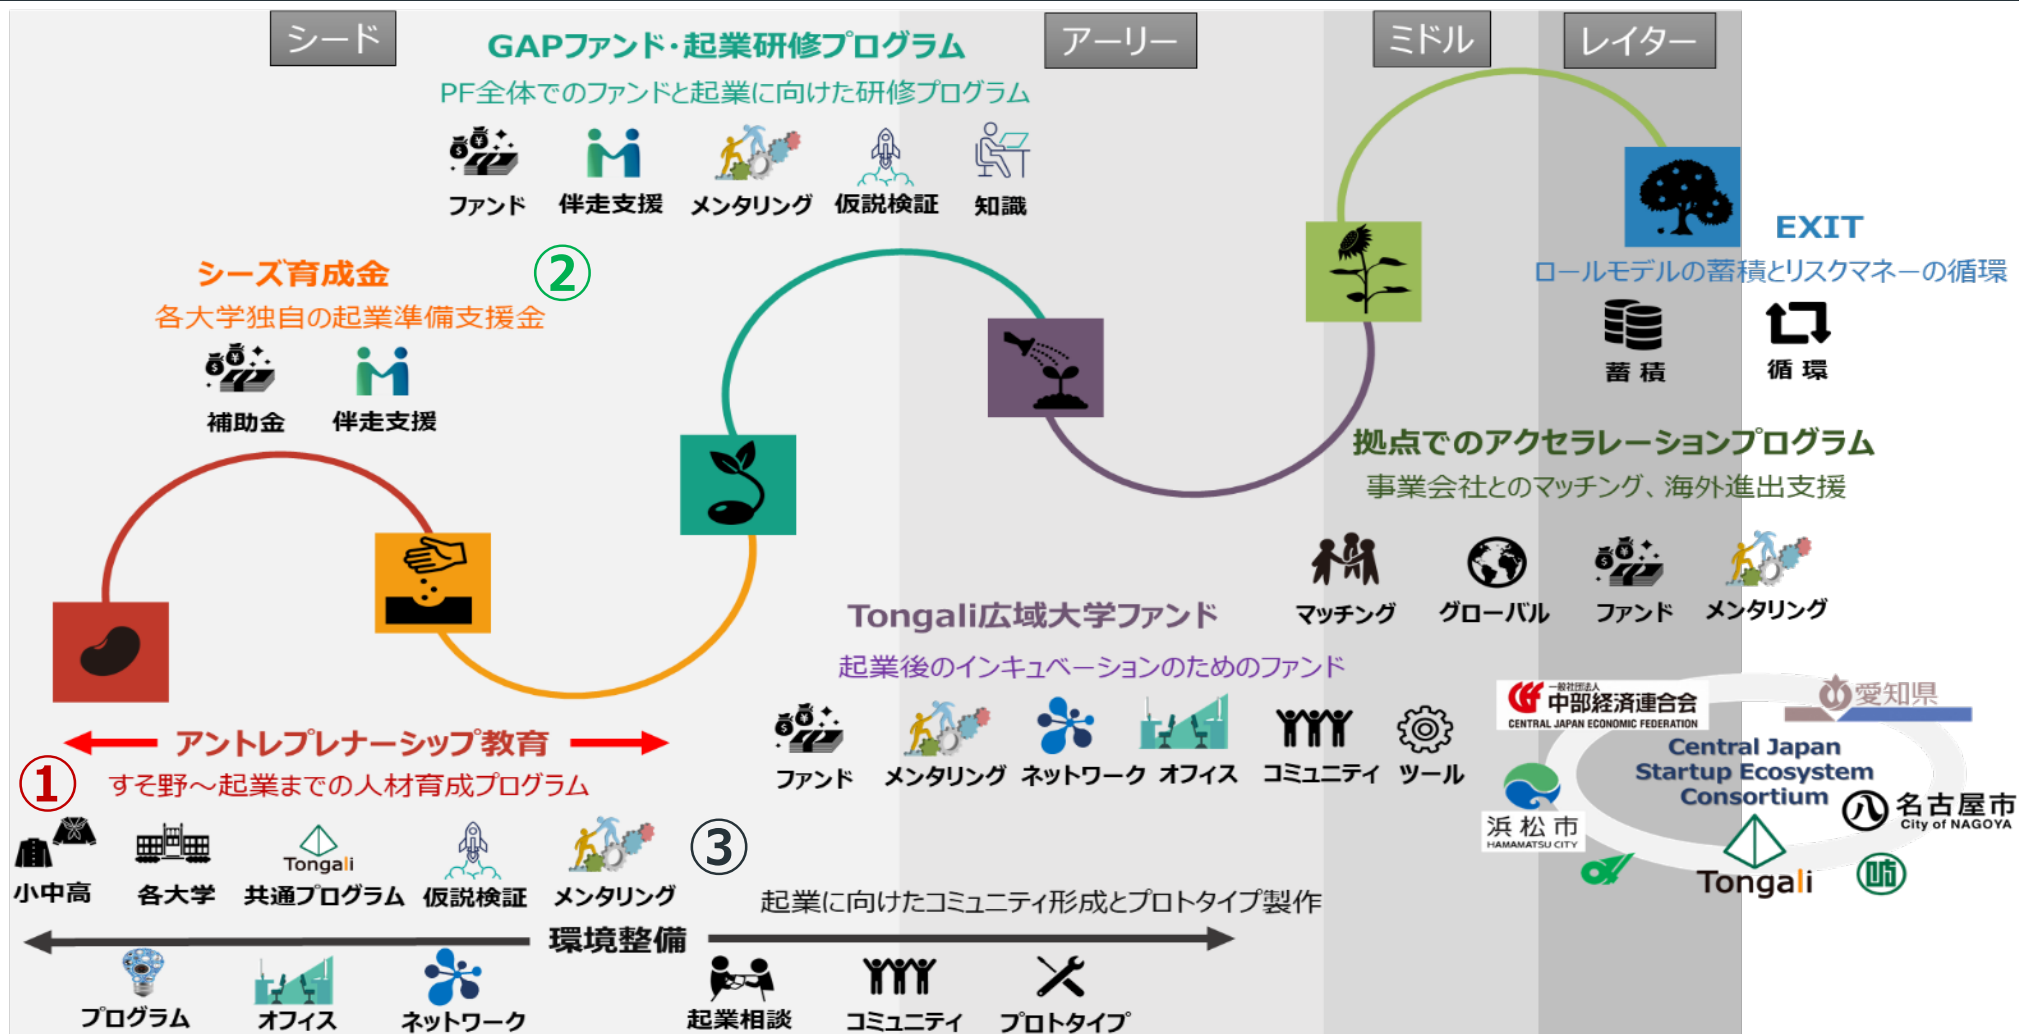 シード
アーリー
ミドル
レイター
GAPファンド・起業研修プログラム
PF全体でのファンドと起業に向けた研修プログラム
ファンド
伴走支援
メンタリング
仮説検証
知識
②
シーズ育成金
各大学独自の起業準備支援金
補助金
伴走支援
EXIT
ロールモデルの蓄積とリスクマネーの循環
蓄積
循環
拠点でのアクセラレーションプログラム
事業会社とのマッチング、海外進出支援
マッチング
グローバル
ファンド
メンタリング
Tongali広域大学ファンド
起業後のインキュベーションのためのファンド
ファンド
メンタリング
ネットワーク
オフィス
コミュニティ
ツール
①
アントレプレナーシップ教育
すそ野～起業までの人材育成プログラム
小中高
各大学
Tongali
共通プログラム
仮説検証
メンタリング
③
起業に向けたコミュニティ形成とプロトタイプ製作
環境整備
プログラム
オフィス
ネットワーク
起業相談
コミュニティ
プロトタイプ
一般社団法人
中部経済連合会
CENTRAL JAPAN ECONOMIC FEDERATION
愛知県
Central Japan
Startup Ecosystem
Consortium
浜松市
HAMAMATSU CITY
八
名古屋市
City of NAGOYA
Tongali